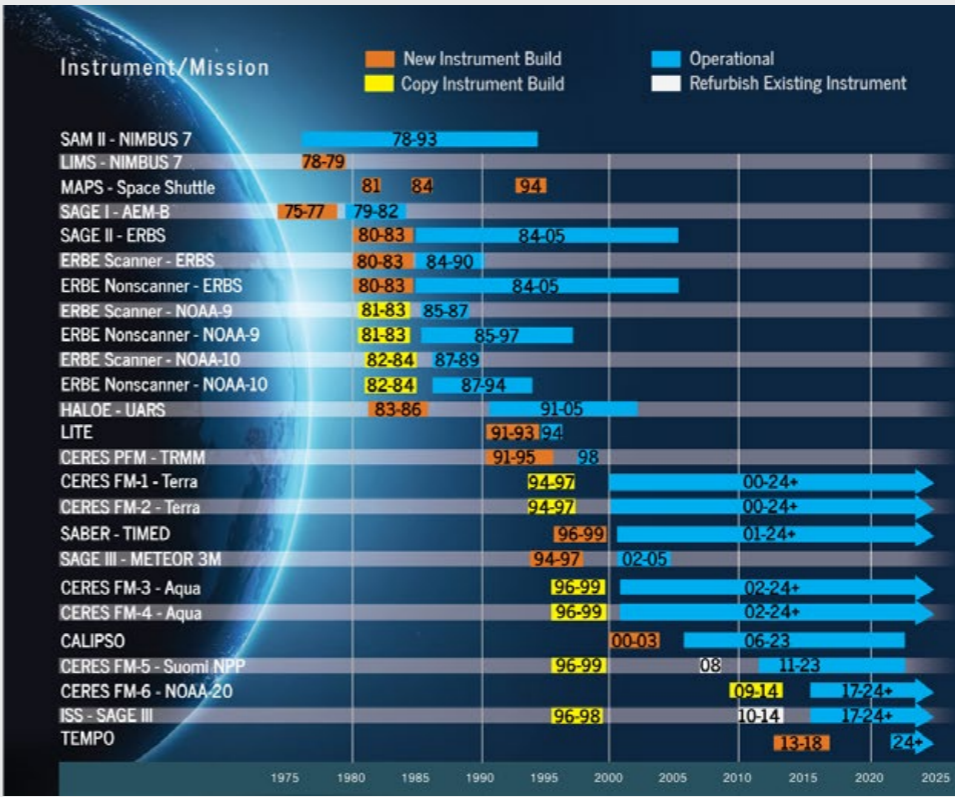 Instrument/Mission
New Instrument Build
Operational
Copy Instrument Build
Refurbish Existing Instrument
SAM II - NIMBUS 7 78-93
LIMS - NIMBUS 7 78-79
MAPS - Space Shuttle 81 84 94
SAGE I - AEM-B 75-77 79-82
SAGE II - ERBS 80-83 84-05
ERBE Scanner - ERBS 80-83 84-90
ERBE Nonscanner - ERBS 80-83 84-05
ERBE Scanner - NOAA-9 81-83 85-87
ERBE Nonscanner - NOAA-9 81-83 85-97
ERBE Scanner - NOAA-10 82-84 87-89
ERBE Nonscanner - NOAA-10 82-84 87-94
HALOE - UARS 83-86 91-05
LITE 91-93 94
CERES PFM - TRMM 91-95 98
CERES FM-1 - Terra 94-97 00-24+
CERES FM-2 - Terra 94-97 00-24+
SABER - TIMED 96-99 01-24+
SAGE III - METEOR 3M 94-97 02-05
CERES FM-3 - Aqua 96-99 02-24+
CERES FM-4 - Aqua 96-99 02-24+
CALIPSO 00-03 06-23
CERES FM-5 - Suomi NPP 96-99 08 11-23
CERES FM-6 - NOAA-20 09-14 17-24+
ISS - SAGE III 96-98 10-14 17-24+
TEMPO 13-18 24+
1975 1980 1985 1990 1995 2000 2005 2010 2015 2020 2025